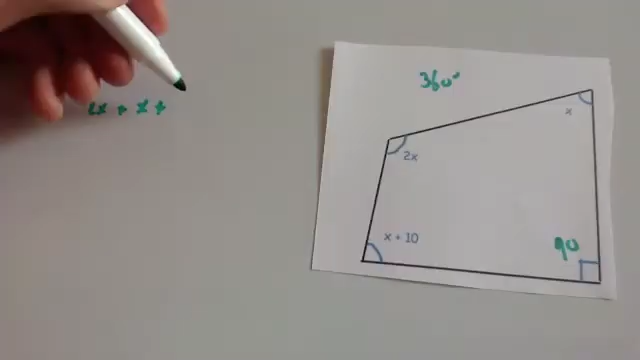 360°
2x + x +
x
2x
x + 10
90